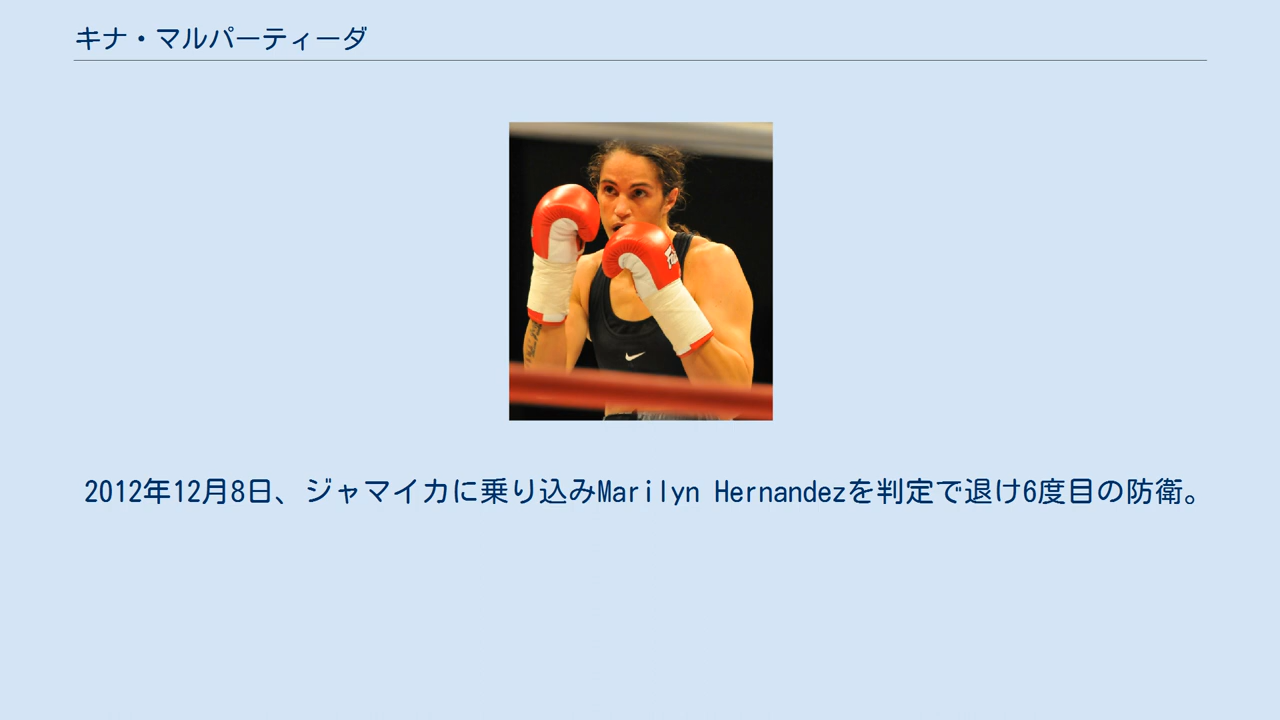 キナ・マルパーティーダ
2012年12月8日、ジャマイカに乗り込みMarilyn Hernandezを判定で退け6度目の防衛。